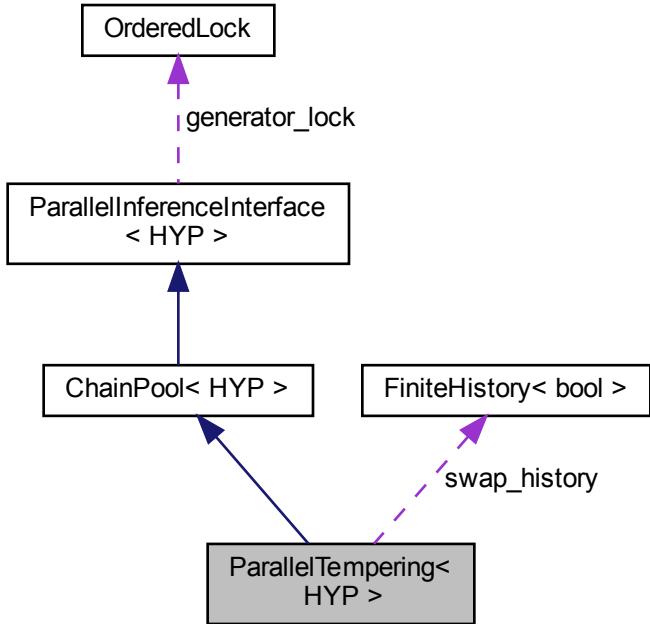 OrderedLock
generator_lock
ParallelInferenceInterface
< HYP >
ChainPool< HYP >
FiniteHistory< bool >
swap_history
ParallelTempering<
HYP >